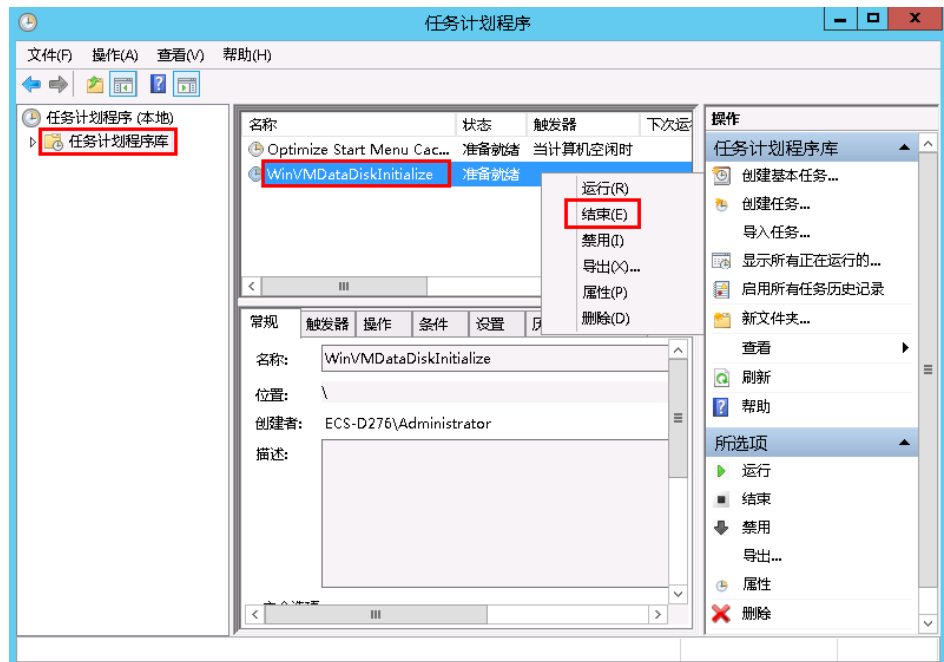 任务计划程序
文件(F) 操作(A) 查看(V) 帮助(H)
任务计划程序 (本地)
任务计划程序库
名称 状态 触发器 下次运
Optimize Start Menu Cac... 准备就绪 当计算机空闲时
WinVMDataDiskInitialize 准备就绪
运行(R)
结束(E)
禁用(I)
导出(X)...
属性(P)
删除(D)
常规 触发器 操作 条件 设置 历
名称: WinVMDataDiskInitialize
位置: \
创建者: ECS-D276\Administrator
描述:
操作
任务计划程序库
创建基本任务...
创建任务...
导入任务...
显示所有正在运行的...
启用所有任务历史记录
新文件夹...
查看
刷新
帮助
所选项
运行
结束
禁用
导出...
属性
删除